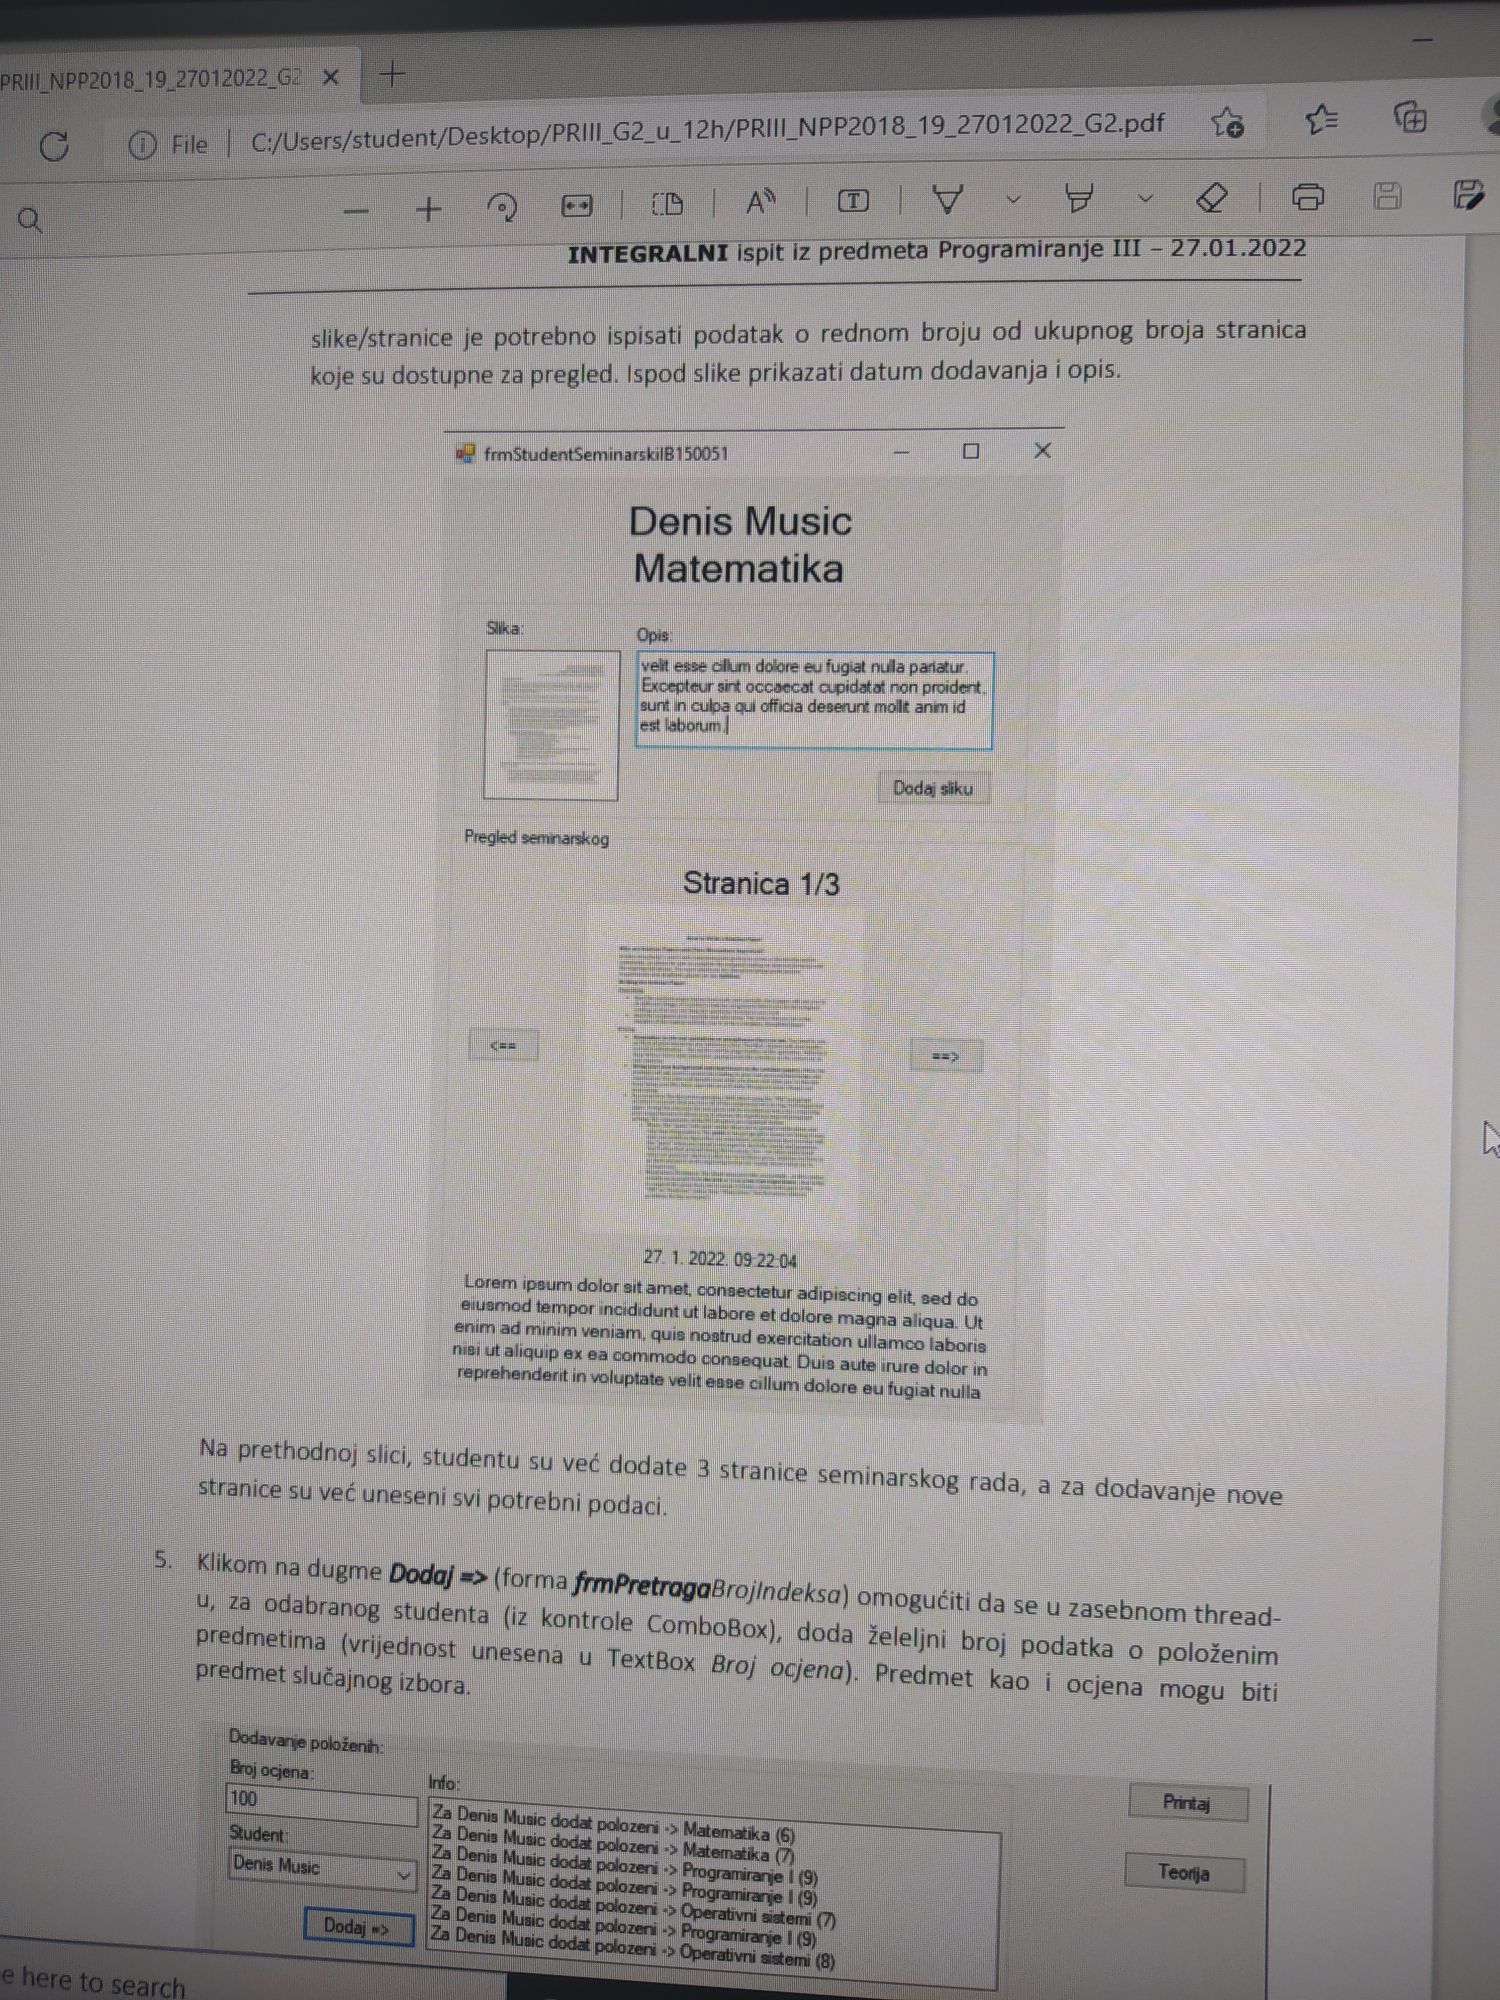 PRIII_NPP2018_19_27012022_G2
File
C:/Users/student/Desktop/PRIII_G2_u_12h/PRIII_NPP2018_19_27012022_G2.pdf
INTEGRALNI ispit iz predmeta Programiranje III – 27.01.2022
slike/stranice je potrebno ispisati podatak o rednom broju od ukupnog broja stranica
koje su dostupne za pregled. Ispod slike prikazati datum dodavanja i opis.
frmStudentSeminarskiIB150051
Denis Music
Matematika
Slika:
Opis:
velit esse cillum dolore eu fugiat nulla pariatur.
Excepteur sint occaecat cupidatat non proident,
sunt in culpa qui officia deserunt mollit anim id
est laborum.
Dodaj sliku
Pregled seminarskog
Stranica 1/3
<==
==>
27. 1. 2022. 09:22:04
Lorem ipsum dolor sit amet, consectetur adipiscing elit, sed do
eiusmod tempor incididunt ut labore et dolore magna aliqua. Ut
enim ad minim veniam, quis nostrud exercitation ullamco laboris
nisi ut aliquip ex ea commodo consequat. Duis aute irure dolor in
reprehenderit in voluptate velit esse cillum dolore eu fugiat nulla
Na prethodnoj slici, studentu su već dodate 3 stranice seminarskog rada, a za dodavanje nove
stranice su već uneseni svi potrebni podaci.
5. Klikom na dugme Dodaj => (forma frmPretragaBrojIndeksa) omogućiti da se u zasebnom thread-
u, za odabranog studenta (iz kontrole ComboBox), doda želeljni broj podatka o položenim
predmetima (vrijednost unesena u TextBox Broj ocjena). Predmet kao i ocjena mogu biti
predmet slučajnog izbora.
Dodavanje položenih:
Broj ocjena:
100
Student:
Denis Music
Dodaj =>
Info:
Za Denis Music dodat polozeni -> Matematika (6)
Za Denis Music dodat polozeni -> Matematika (7)
Za Denis Music dodat polozeni -> Programiranje I (9)
Za Denis Music dodat polozeni -> Programiranje I (9)
Za Denis Music dodat polozeni -> Operativni sistemi (7)
Za Denis Music dodat polozeni -> Programiranje I (9)
Za Denis Music dodat polozeni -> Operativni sistemi (8)
Printaj
Teorija
e here to search